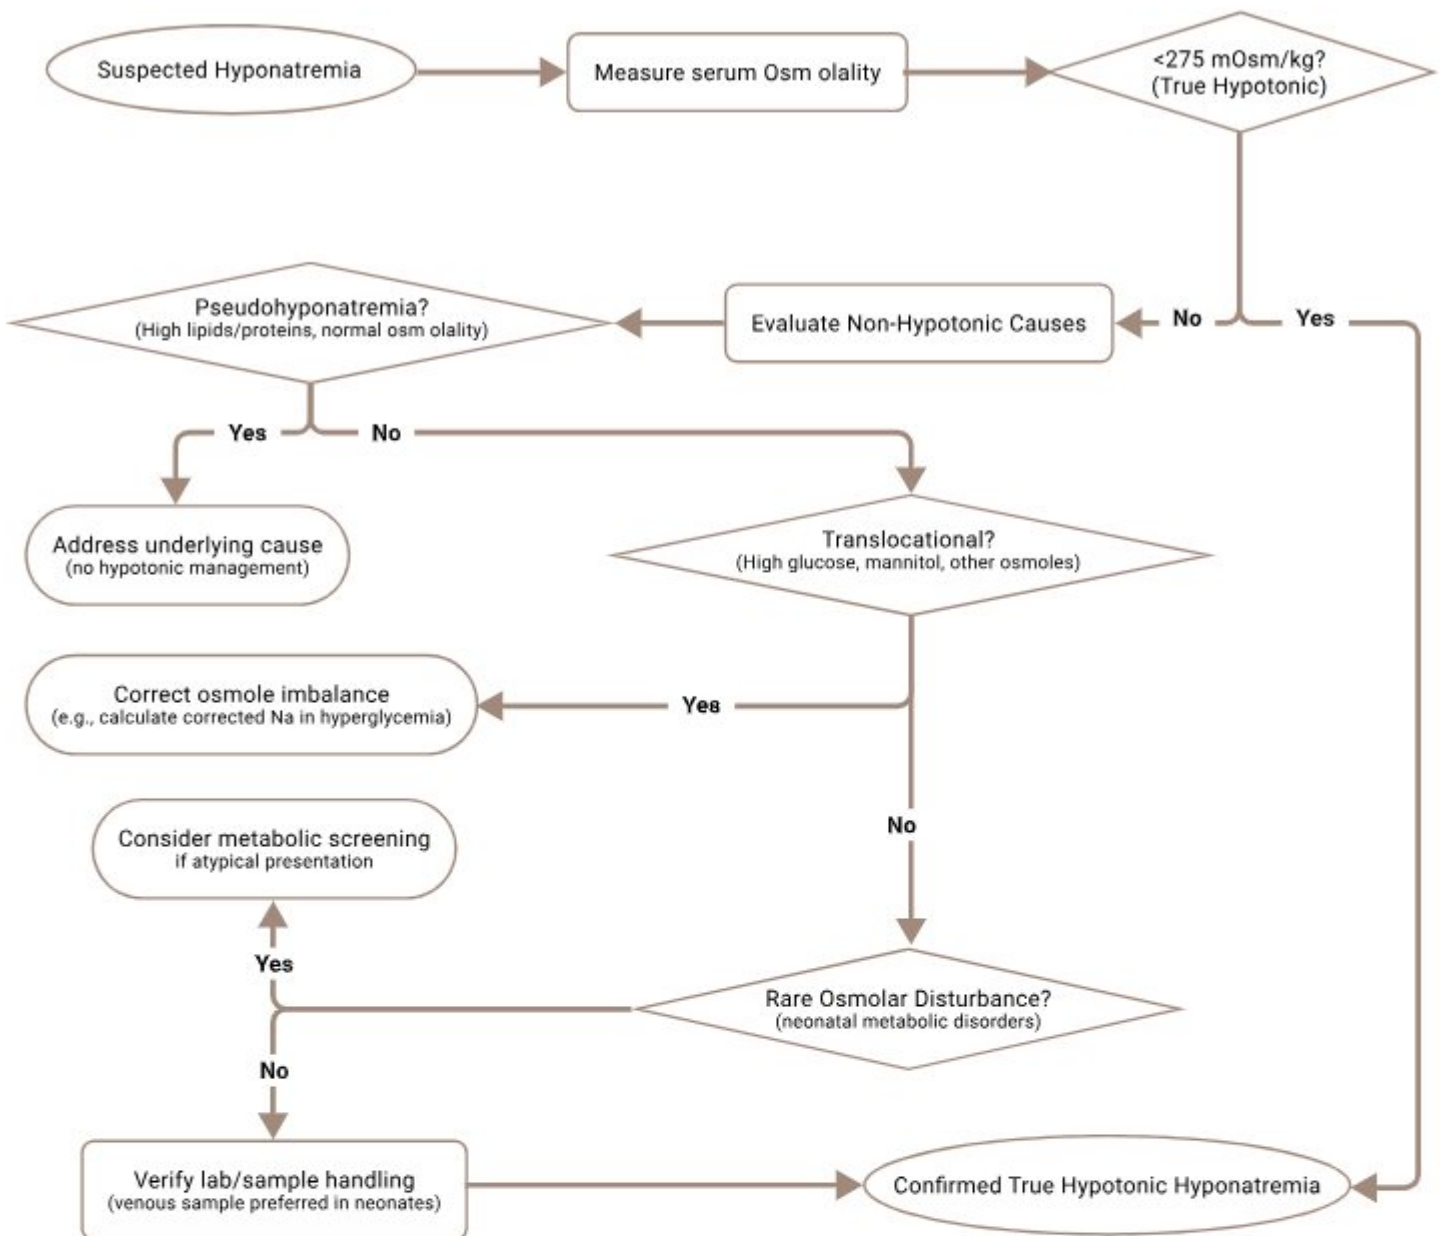 Suspected Hyponatremia
Measure serum Osm olality
<275 mOsm/kg?
(True Hypotonic)
No
Yes
Evaluate Non-Hypotonic Causes
Pseudohyponatremia?
(High lipids/proteins, normal osm olality)
Yes
No
Address underlying cause
(no hypotonic management)
Translocational?
(High glucose, mannitol, other osmoles)
Yes
Correct osmole imbalance
(e.g., calculate corrected Na in hyperglycemia)
No
Consider metabolic screening
if atypical presentation
Yes
Rare Osmolar Disturbance?
(neonatal metabolic disorders)
No
Verify lab/sample handling
(venous sample preferred in neonates)
Confirmed True Hypotonic Hyponatremia